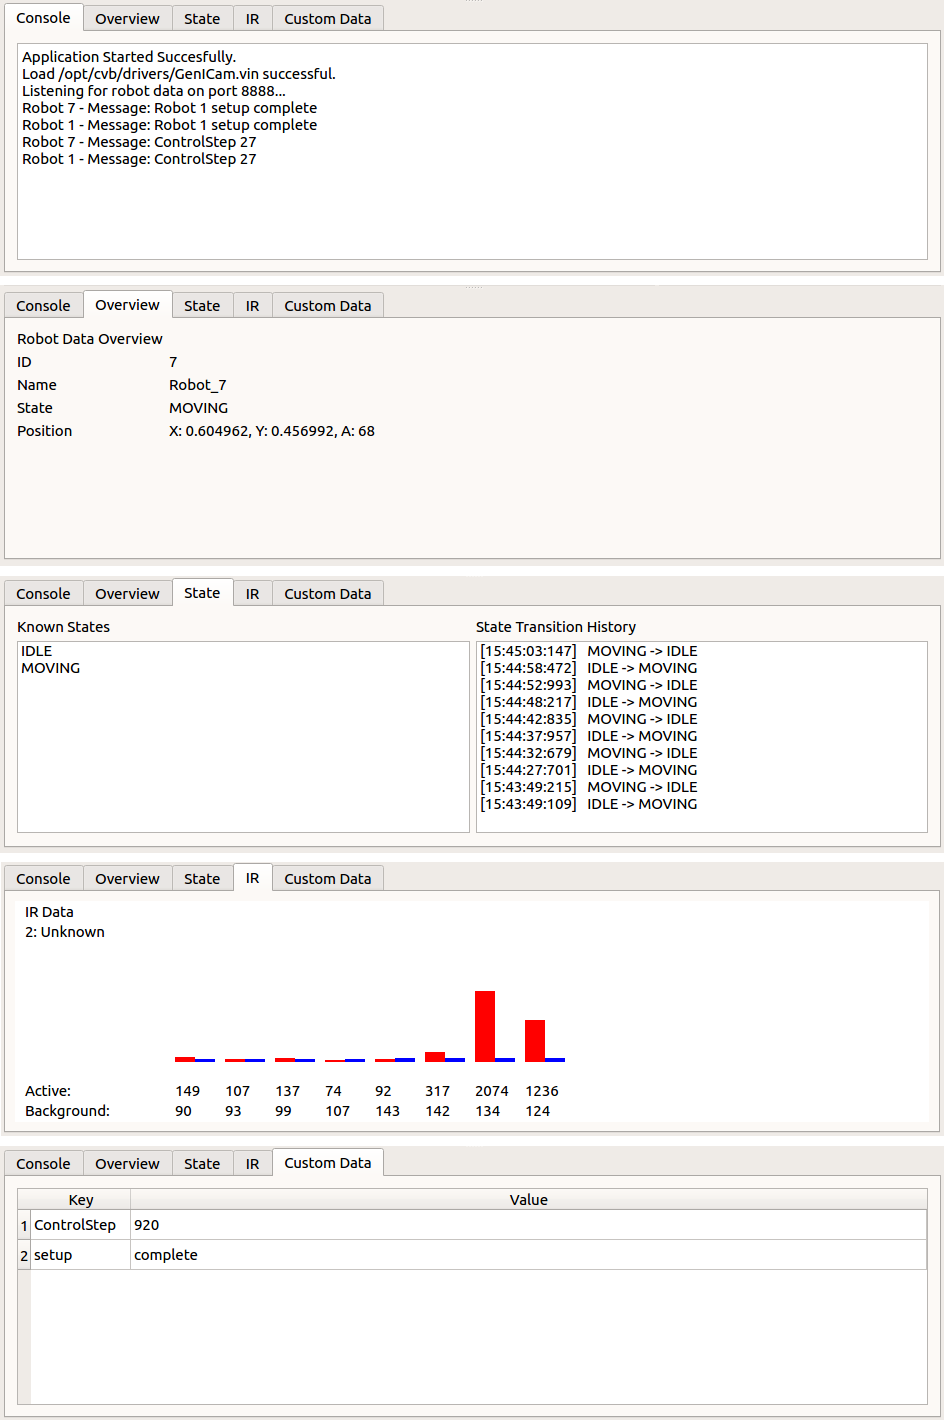 Console Overview State IR Custom Data
Application Started Succesfully.
Load /opt/cvb/drivers/GenICam.vin successful.
Listening for robot data on port 8888...
Robot 7 - Message: Robot 1 setup complete
Robot 1 - Message: Robot 1 setup complete
Robot 7 - Message: ControlStep 27
Robot 1 - Message: ControlStep 27
Console Overview State IR Custom Data
Robot Data Overview
ID 7
Name Robot_7
State MOVING
Position X: 0.604962, Y: 0.456992, A: 68
Console Overview State IR Custom Data
Known States
IDLE
MOVING
State Transition History
[15:45:03:147] MOVING -> IDLE
[15:44:58:472] IDLE -> MOVING
[15:44:52:993] MOVING -> IDLE
[15:44:48:217] IDLE -> MOVING
[15:44:42:835] MOVING -> IDLE
[15:44:37:957] IDLE -> MOVING
[15:44:32:679] MOVING -> IDLE
[15:44:27:701] IDLE -> MOVING
[15:43:49:215] MOVING -> IDLE
[15:43:49:109] IDLE -> MOVING
Console Overview State IR Custom Data
IR Data
2: Unknown
Active: 149 107 137 74 92 317 2074 1236
Background: 90 93 99 107 143 142 134 124
Console Overview State IR Custom Data
Key Value
1 ControlStep 920
2 setup complete